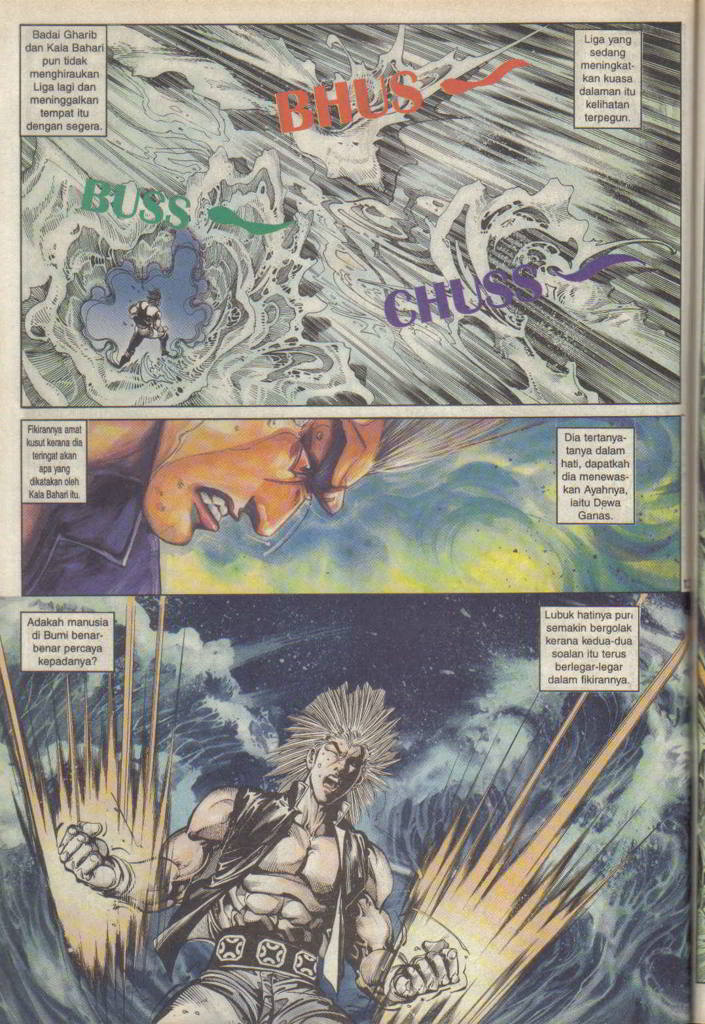 Badai Gharib
dan Kala Bahari
pun tidak
menghiraukan
Liga lagi dan
meninggalkan
tempat itu
dengan segera.
BHUS
Liga yang
sedang
meningkat-
kan kuasa
dalaman itu
kelihatan
terpegun.
BUSS
CHUSS
Fikirannya amat
kusut kerana dia
teringat akan
apa yang
dikatakan oleh
Kala Bahari itu.
Dia tertanya-
tanya dalam
hati, dapatkah
dia menewas-
kan Ayahnya,
iaitu Dewa
Ganas.
Adakah manusia
di Bumi benar-
benar percaya
kepadanya?
Lubuk hatinya pun
semakin bergolak
kerana kedua-dua
soalan itu terus
berlegar-legar
dalam fikirannya.